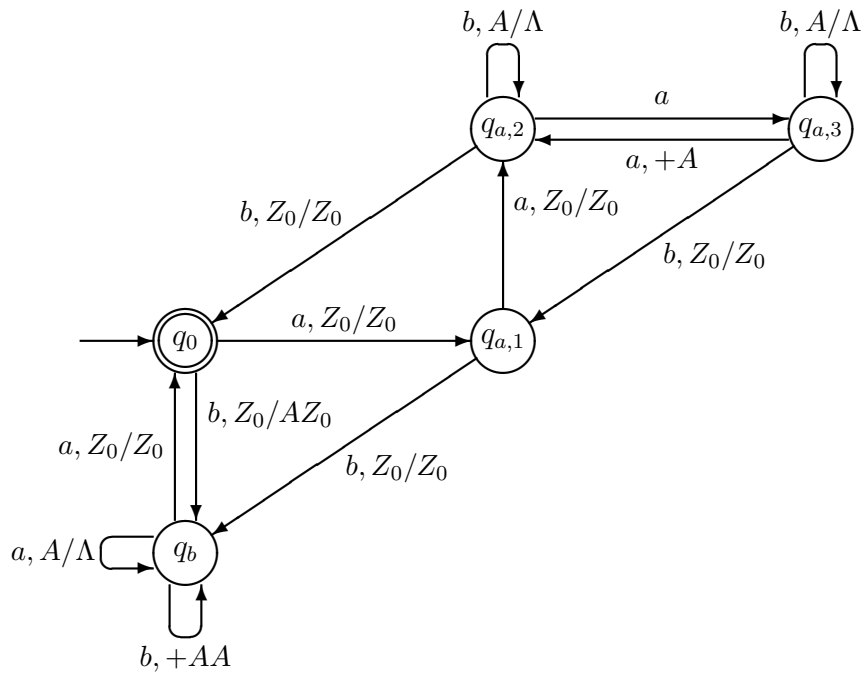 b, A/Λ
b, A/Λ
a
q_{a,2}
q_{a,3}
a, +A
a, Z_0/Z_0
b, Z_0/Z_0
b, Z_0/Z_0
a, Z_0/Z_0
q_0
q_{a,1}
b, Z_0/AZ_0
a, Z_0/Z_0
b, Z_0/Z_0
a, A/Λ
q_b
b, +AA